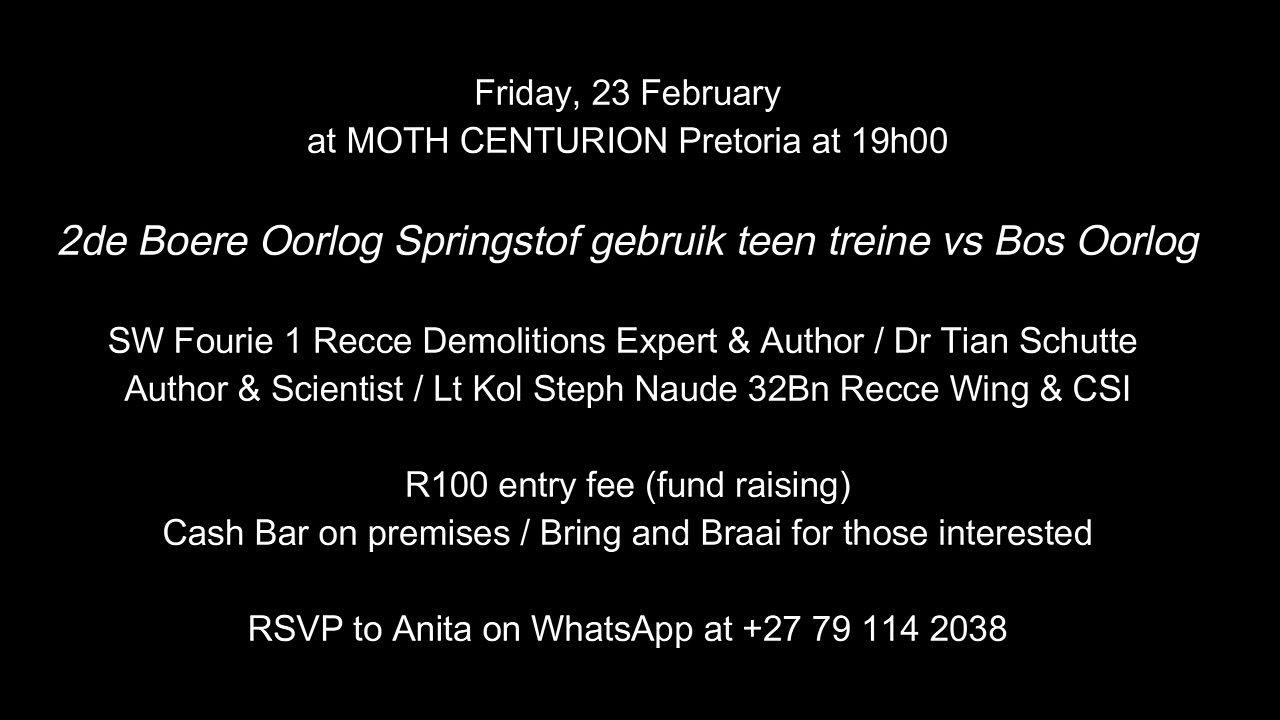 Friday, 23 February
at MOTH CENTURION Pretoria at 19h00
2de Boere Oorlog Springstof gebruik teen treine vs Bos Oorlog
SW Fourie 1 Recce Demolitions Expert & Author / Dr Tian Schutte
Author & Scientist / Lt Kol Steph Naude 32Bn Recce Wing & CSI
R100 entry fee (fund raising)
Cash Bar on premises / Bring and Braai for those interested
RSVP to Anita on WhatsApp at +27 79 114 2038